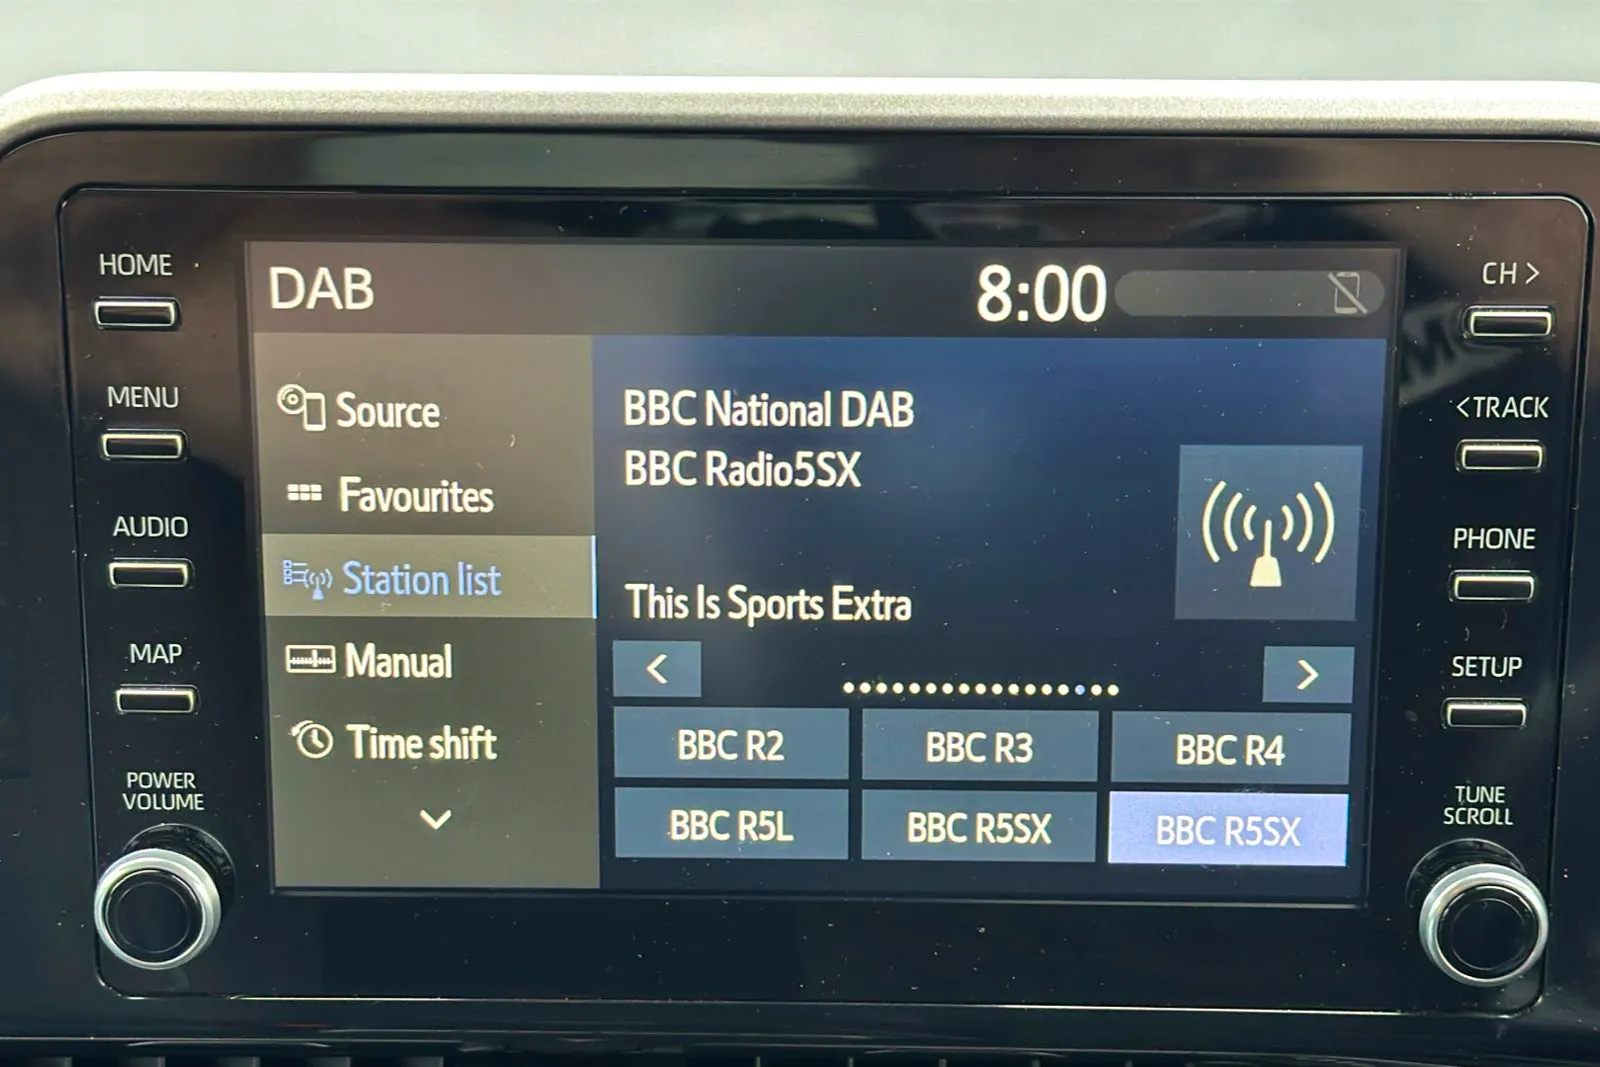 HOME
MENU
AUDIO
MAP
POWER
VOLUME
DAB
8:00
Source
Favourites
Station list
Manual
Time shift
BBC National DAB
BBC Radio5SX
This Is Sports Extra
<
>
BBC R2
BBC R3
BBC R4
BBC R5L
BBC R5SX
BBC R5SX
CH >
<TRACK
PHONE
SETUP
TUNE
SCROLL